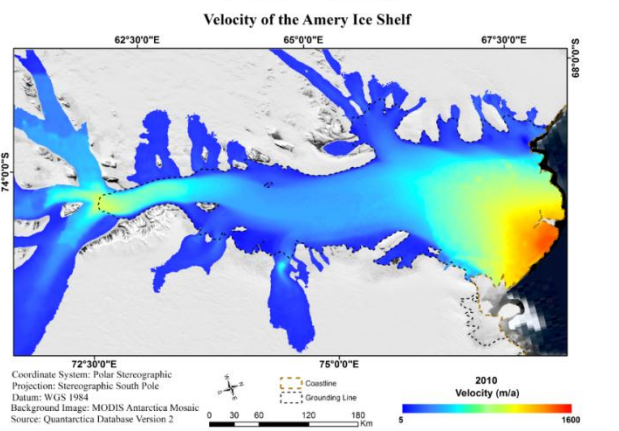 Velocity of the Amery Ice Shelf
62°30'0"E 65°0'0"E 67°30'0"E
68°0'0"S
74°0'0"S
72°30'0"E 75°0'0"E
Coordinate System: Polar Stereographic
Projection: Stereographic South Pole
Datum: WGS 1984
Background Image: MODIS Antarctica Mosaic
Source: Quantarctica Database Version 2
N
0 30 60 120 180
Km
Coastline
Grounding Line
2010
Velocity (m/a)
5 1600